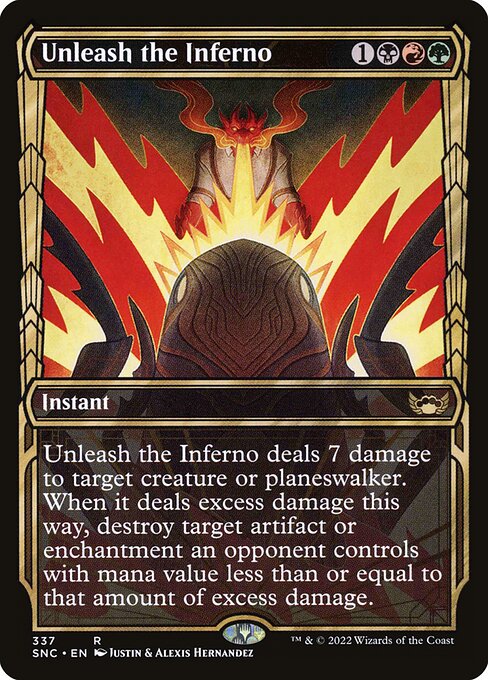 Unleash the Inferno 1
Instant
Unleash the Inferno deals 7 damage
to target creature or planeswalker.
When it deals excess damage this
way, destroy target artifact or
enchantment an opponent controls
with mana value less than or equal to
that amount of excess damage.
337 R
SNC • EN Justin & Alexis Hernandez
™ & © 2022 Wizards of the Coast